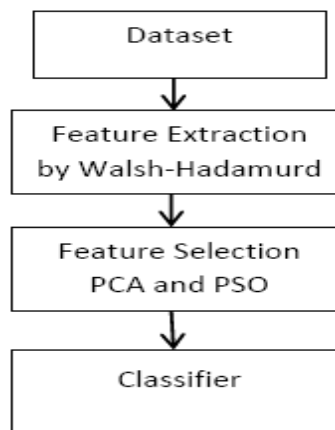 Dataset
Feature Extraction
by Walsh-Hadamurd
Feature Selection
PCA and PSO
Classifier